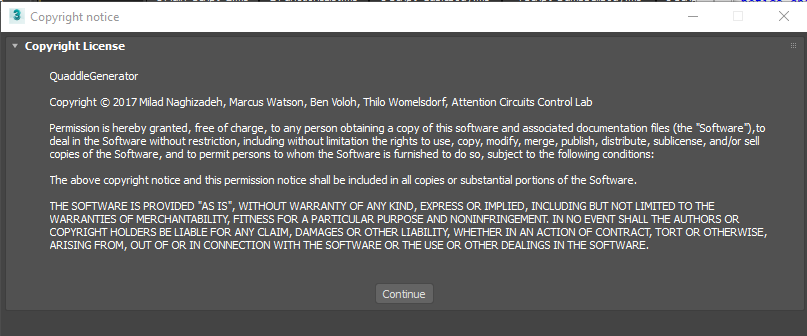 3 Copyright notice
Copyright License
QuaddleGenerator
Copyright © 2017 Milad Naghizadeh, Marcus Watson, Ben Voloh, Thilo Womelsdorf, Attention Circuits Control Lab
Permission is hereby granted, free of charge, to any person obtaining a copy of this software and associated documentation files (the "Software"),to
deal in the Software without restriction, including without limitation the rights to use, copy, modify, merge, publish, distribute, sublicense, and/or sell
copies of the Software, and to permit persons to whom the Software is furnished to do so, subject to the following conditions:
The above copyright notice and this permission notice shall be included in all copies or substantial portions of the Software.
THE SOFTWARE IS PROVIDED "AS IS", WITHOUT WARRANTY OF ANY KIND, EXPRESS OR IMPLIED, INCLUDING BUT NOT LIMITED TO THE
WARRANTIES OF MERCHANTABILITY, FITNESS FOR A PARTICULAR PURPOSE AND NONINFRINGEMENT. IN NO EVENT SHALL THE AUTHORS OR
COPYRIGHT HOLDERS BE LIABLE FOR ANY CLAIM, DAMAGES OR OTHER LIABILITY, WHETHER IN AN ACTION OF CONTRACT, TORT OR OTHERWISE,
ARISING FROM, OUT OF OR IN CONNECTION WITH THE SOFTWARE OR THE USE OR OTHER DEALINGS IN THE SOFTWARE.
Continue